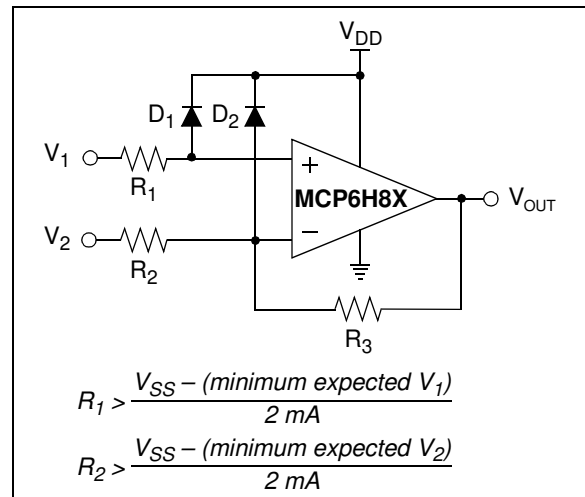 V_DD
D_1 D_2
V_1
R_1
+
MCP6H8X
V_OUT
V_2
−
R_2
R_3
R_1 > V_SS – (minimum expected V_1) / 2 mA
R_2 > V_SS – (minimum expected V_2) / 2 mA